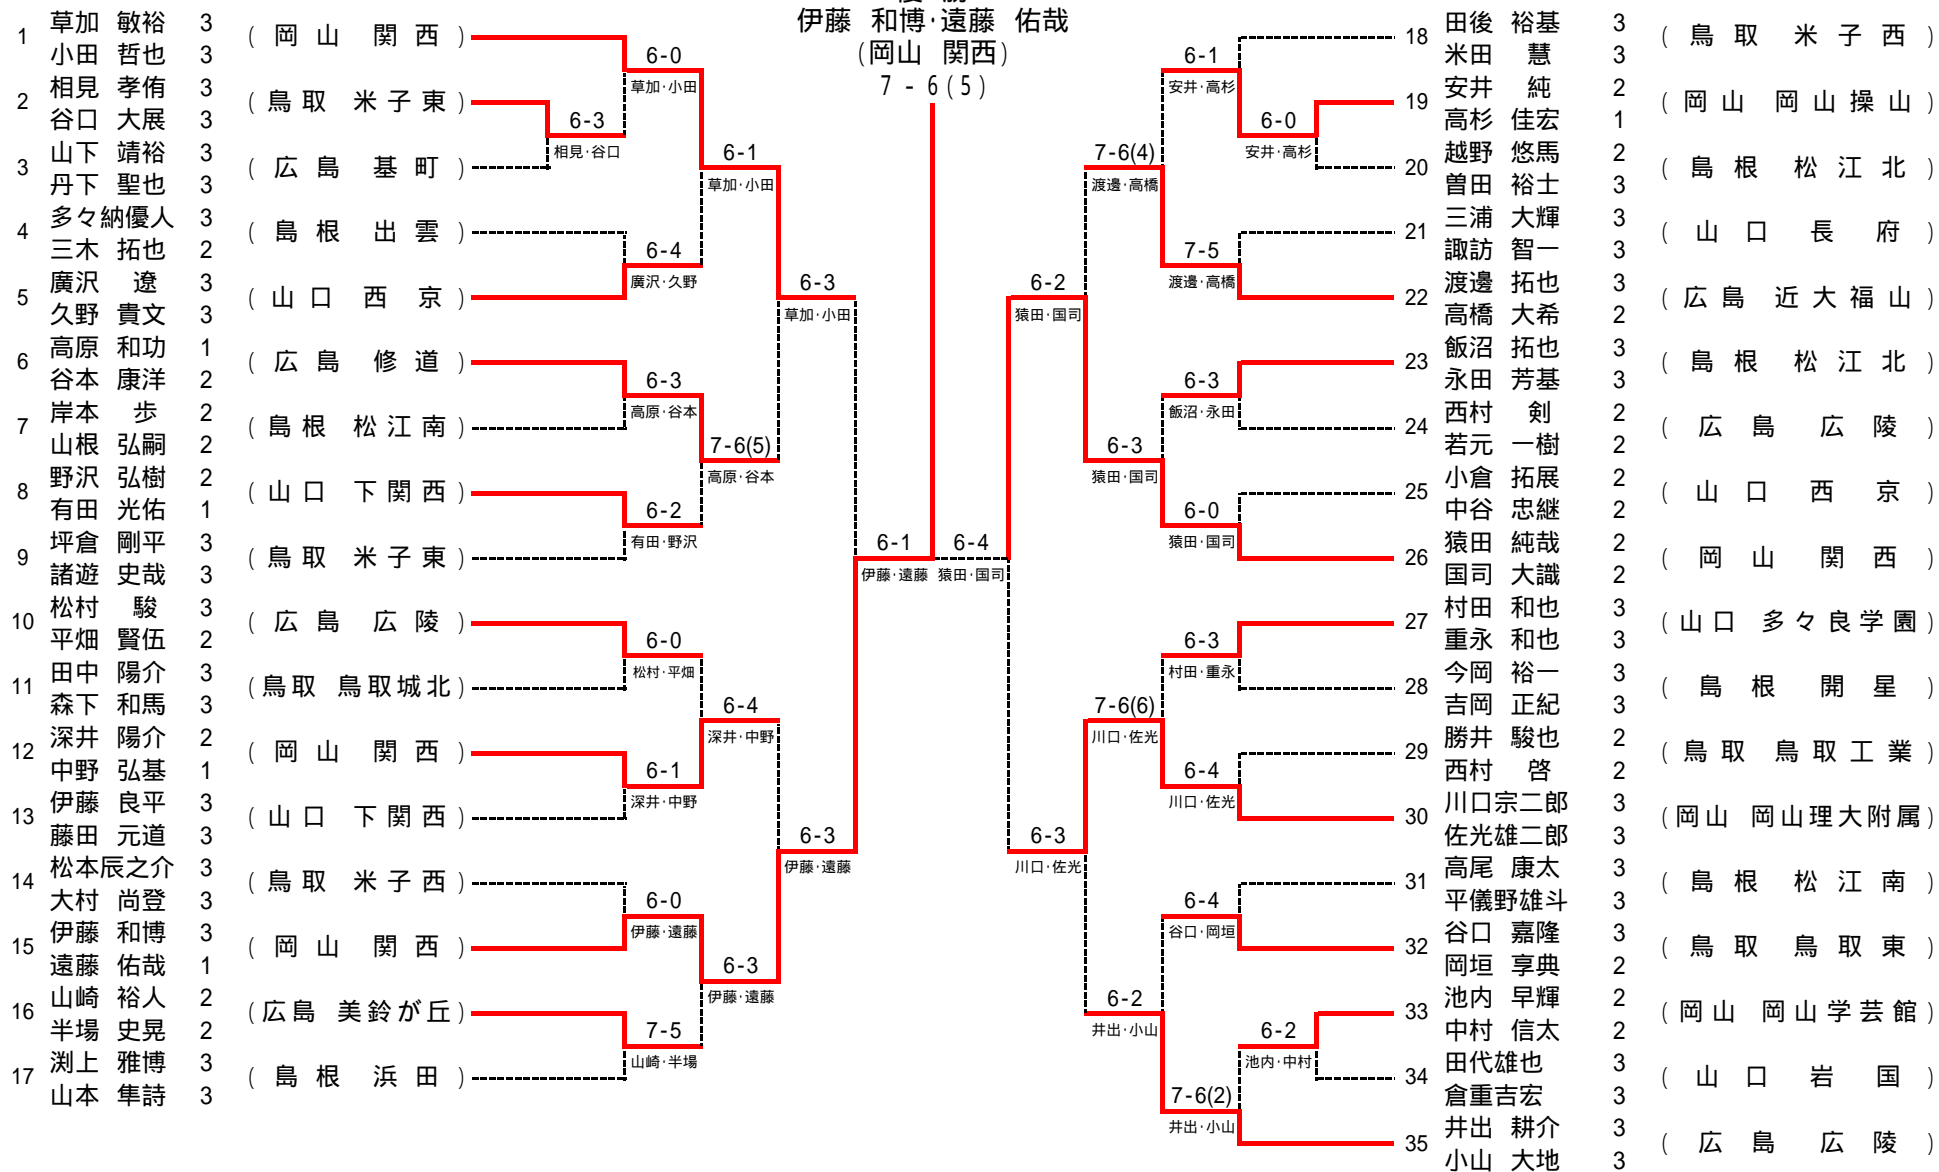 伊藤 和博・遠藤 佑哉
(岡山 関西)
7 - 6(5)
1 草加 敏裕 3 (岡山 関西)
小田 哲也 3
2 相見 孝侑 3 (鳥取 米子東)
谷口 大展 3
3 山下 靖裕 3 (広島 基町)
丹下 聖也 3
4 多々納優人 3 (島根 出雲)
三木 拓也 2
5 廣沢 遼 3 (山口 西京)
久野 貴文 3
6 高原 和功 1 (広島 修道)
谷本 康洋 2
7 岸本 歩 2 (島根 松江南)
山根 弘嗣 2
8 野沢 弘樹 2 (山口 下関西)
有田 光佑 1
9 坪倉 剛平 3 (鳥取 米子東)
諸遊 史哉 3
10 松村 駿 3 (広島 広陵)
平畑 賢伍 2
11 田中 陽介 3 (鳥取 鳥取城北)
森下 和馬 3
12 深井 陽介 2 (岡山 関西)
中野 弘基 1
13 伊藤 良平 3 (山口 下関西)
藤田 元道 3
14 松本辰之介 3 (鳥取 米子西)
大村 尚登 3
15 伊藤 和博 3 (岡山 関西)
遠藤 佑哉 1
16 山崎 裕人 2 (広島 美鈴が丘)
半場 史晃 2
17 渕上 雅博 3 (島根 浜田)
山本 隼詩 3
6-3
相見・谷口
6-0
草加・小田
6-4
廣沢・久野
6-3
高原・谷本
6-2
有田・野沢
6-0
松村・平畑
6-1
深井・中野
6-0
伊藤・遠藤
7-5
山崎・半場
6-1
草加・小田
7-6(5)
高原・谷本
6-4
深井・中野
6-3
伊藤・遠藤
6-3
草加・小田
6-3
伊藤・遠藤
6-1
伊藤・遠藤
6-4
猿田・国司
6-2
猿田・国司
6-3
川口・佐光
7-6(4)
渡邊・高橋
6-3
猿田・国司
7-6(6)
川口・佐光
6-2
井出・小山
6-1
安井・高杉
7-5
渡邊・高橋
6-3
飯沼・永田
6-0
猿田・国司
6-3
村田・重永
6-4
川口・佐光
6-4
谷口・岡垣
7-6(2)
井出・小山
6-0
安井・高杉
6-2
池内・中村
18 田後 裕基 3 (鳥取 米子西)
米田 慧 3
19 安井 純 2 (岡山 岡山操山)
高杉 佳宏 1
20 越野 悠馬 2 (島根 松江北)
曽田 裕士 3
21 三浦 大輝 3 (山口 長府)
諏訪 智一 3
22 渡邊 拓也 3 (広島 近大福山)
高橋 大希 2
23 飯沼 拓也 3 (島根 松江北)
永田 芳基 3
24 西村 剣 2 (広島 広陵)
若元 一樹 2
25 小倉 拓展 2 (山口 西京)
中谷 忠継 2
26 猿田 純哉 2 (岡山 関西)
国司 大識 2
27 村田 和也 3 (山口 多々良学園)
重永 和也 3
28 今岡 裕一 3 (島根 開星)
吉岡 正紀 3
29 勝井 駿也 2 (鳥取 鳥取工業)
西村 啓 2
30 川口宗二郎 3 (岡山 岡山理大附属)
佐光雄二郎 3
31 高尾 康太 3 (島根 松江南)
平儀野雄斗 3
32 谷口 嘉隆 3 (鳥取 鳥取東)
岡垣 享典 2
33 池内 早輝 2 (岡山 岡山学芸館)
中村 信太 2
34 田代雄也 3 (山口 岩国)
倉重吉宏 3
35 井出 耕介 3 (広島 広陵)
小山 大地 3